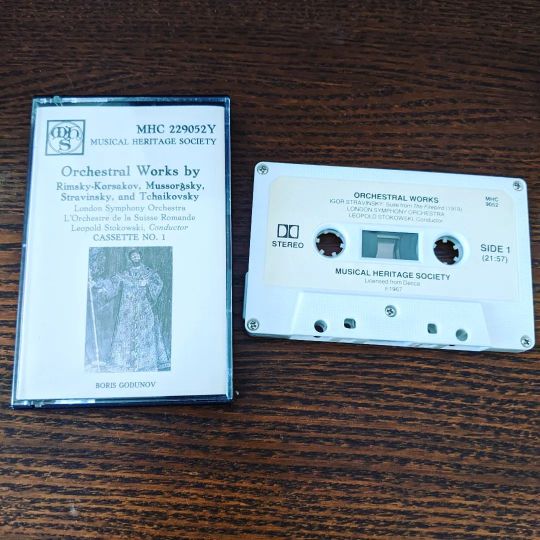 MHS
MHC 229052Y
MUSICAL HERITAGE SOCIETY
Orchestral Works by
Rimsky-Korsakov, Mussorgsky,
Stravinsky, and Tchaikovsky
London Symphony Orchestra
L'Orchestre de la Suisse Romande
Leopold Stokowski, Conductor
CASSETTE NO. 1
BORIS GODUNOV
ORCHESTRAL WORKS
IGOR STRAVINSKY: Suite from The Firebird (1919)
LONDON SYMPHONY ORCHESTRA
LEOPOLD STOKOWSKI, Conductor
MHC
9052
STEREO
SIDE 1
(21:57)
MUSICAL HERITAGE SOCIETY
Licensed from Decca
℗ 1967